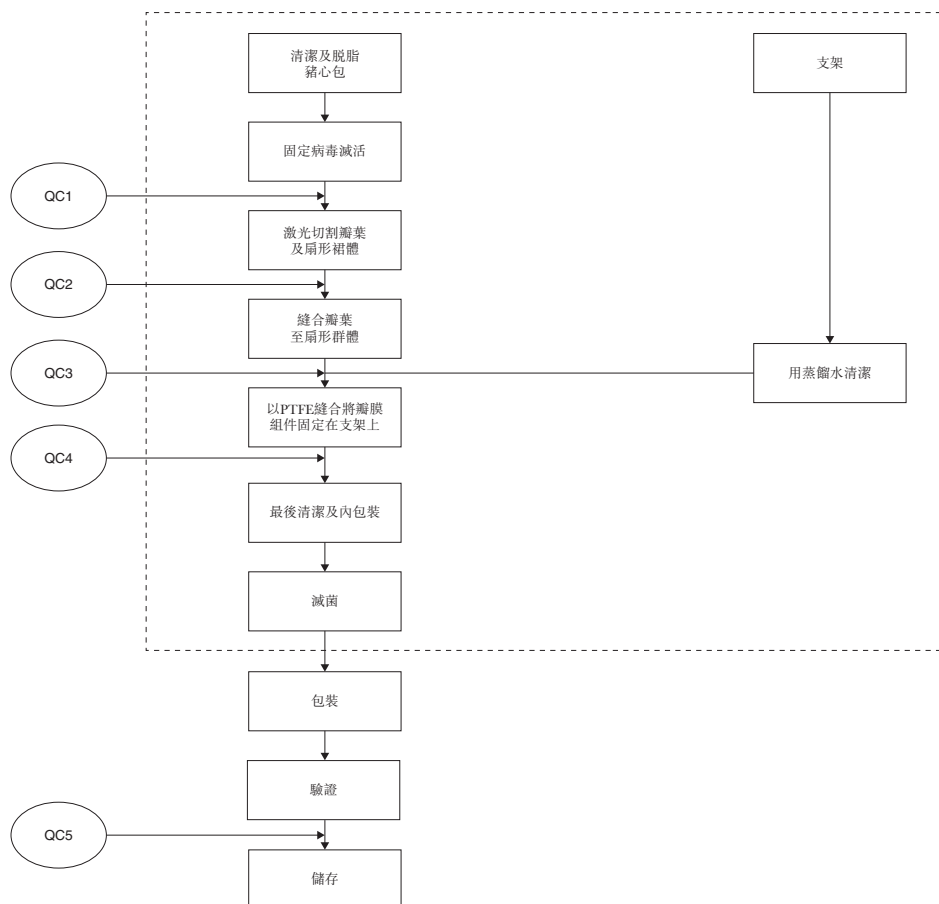 清潔及脫脂
豬心包
支架
固定病毒滅活
QC1
激光切割瓣葉
及扇形裙體
QC2
縫合瓣葉
至扇形群體
QC3
用蒸餾水清潔
以PTFE縫合將瓣膜
組件固定在支架上
QC4
最後清潔及內包裝
滅菌
包裝
驗證
QC5
儲存